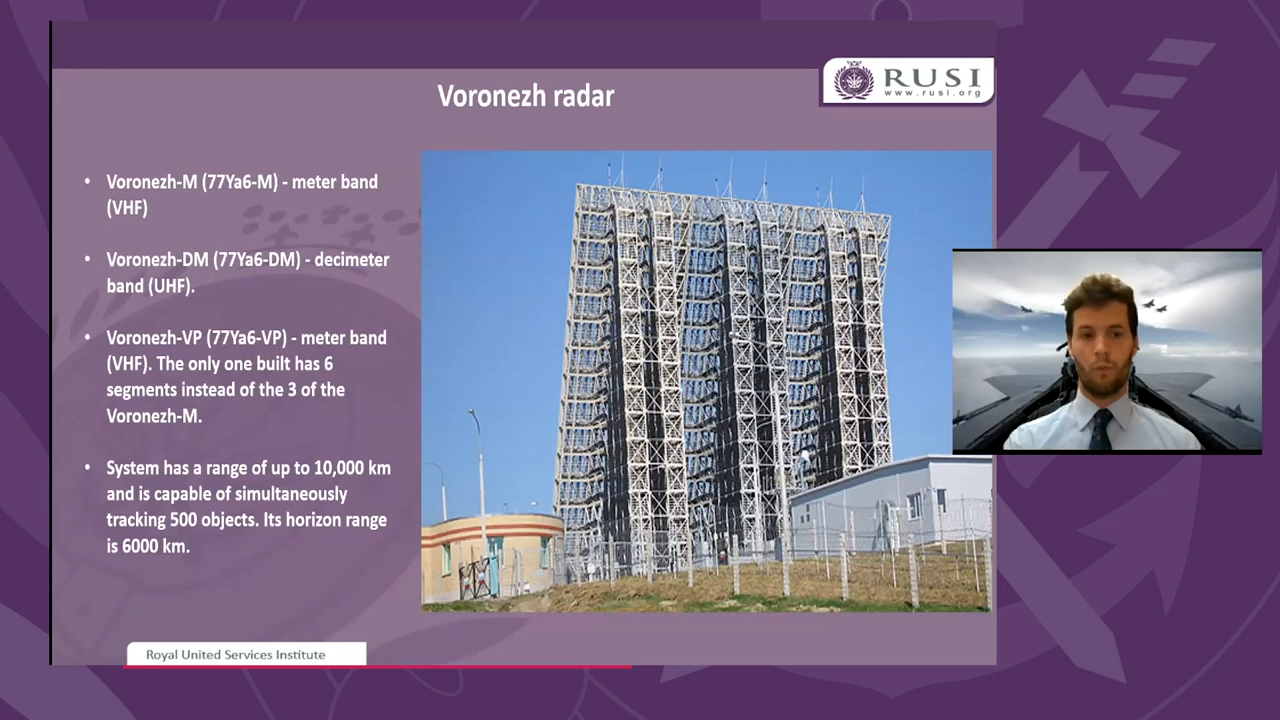 Voronezh radar
RUSI
www.rusi.org
• Voronezh-M (77Ya6-M) - meter band
(VHF)
• Voronezh-DM (77Ya6-DM) - decimeter
band (UHF).
• Voronezh-VP (77Ya6-VP) - meter band
(VHF). The only one built has 6
segments instead of the 3 of the
Voronezh-M.
• System has a range of up to 10,000 km
and is capable of simultaneously
tracking 500 objects. Its horizon range
is 6000 km.
Royal United Services Institute